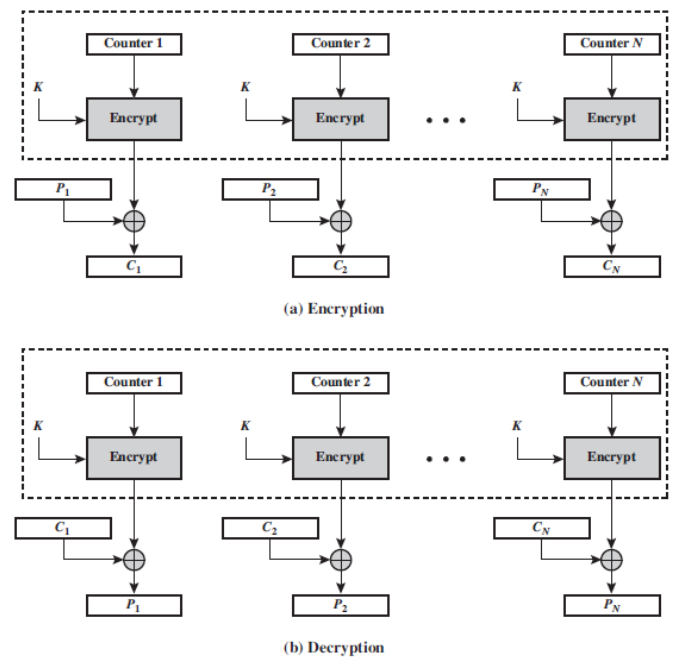 Counter 1 Counter 2 Counter N
K K K
Encrypt Encrypt • • • Encrypt
P1 P2 PN
C1 C2 CN
(a) Encryption
Counter 1 Counter 2 Counter N
K K K
Encrypt Encrypt • • • Encrypt
C1 C2 CN
P1 P2 PN
(b) Decryption